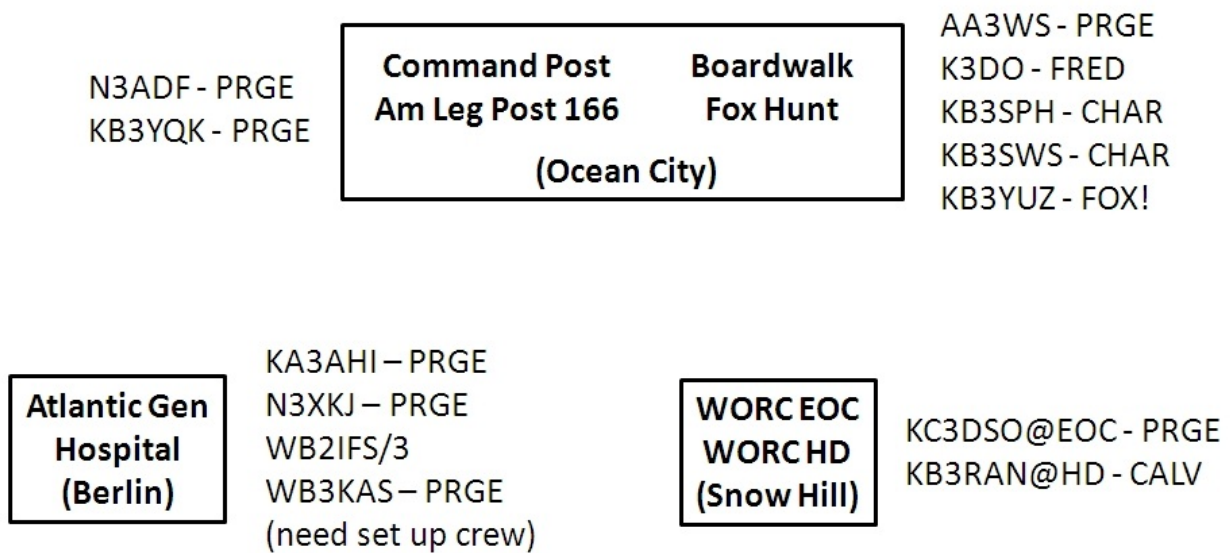 N3ADF - PRGE
KB3YQK - PRGE
Command Post
Am Leg Post 166
Boardwalk
Fox Hunt
(Ocean City)
AA3WS - PRGE
K3DO - FRED
KB3SPH - CHAR
KB3SWS - CHAR
KB3YUZ - FOX!
Atlantic Gen
Hospital
(Berlin)
KA3AHI – PRGE
N3XKJ – PRGE
WB2IFS/3
WB3KAS – PRGE
(need set up crew)
WORC EOC
WORC HD
(Snow Hill)
KC3DSO@EOC - PRGE
KB3RAN@HD - CALV